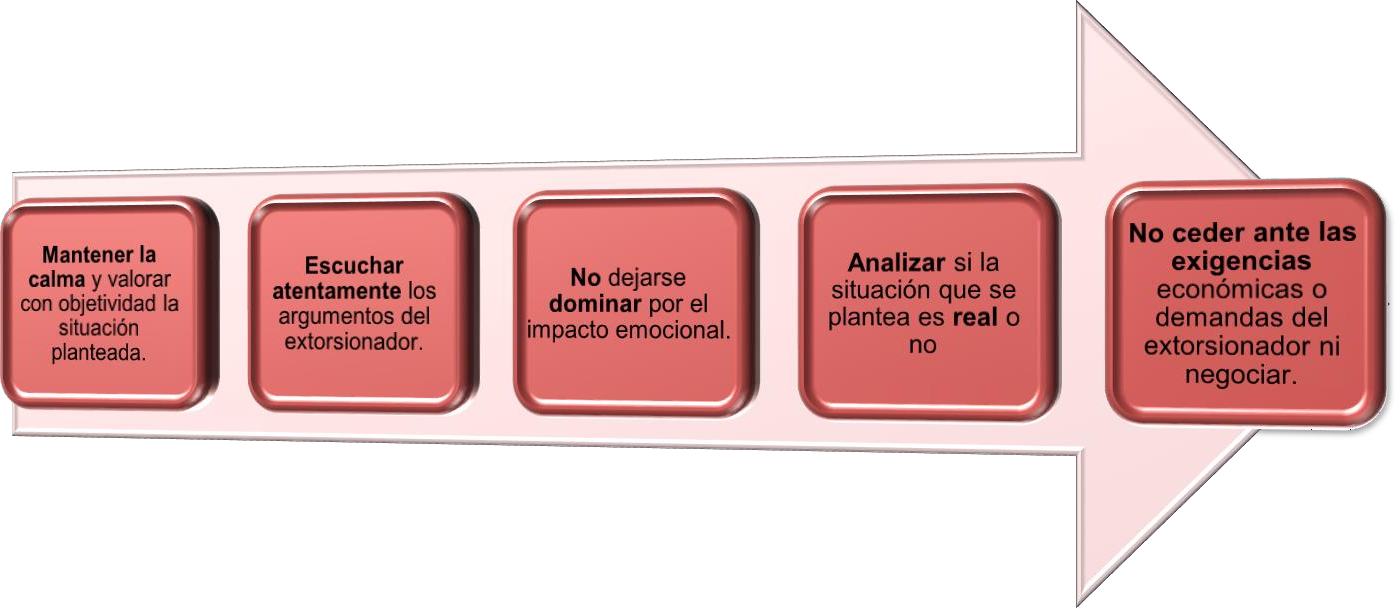 Mantener la
calma y valorar
con objetividad la
situación
planteada.
Escuchar
atentamente los
argumentos del
extorsionador.
No dejarse
dominar por el
impacto emocional.
Analizar si la
situación que se
plantea es real o
no
No ceder ante las
exigencias
económicas o
demandas del
extorsionador ni
negociar.